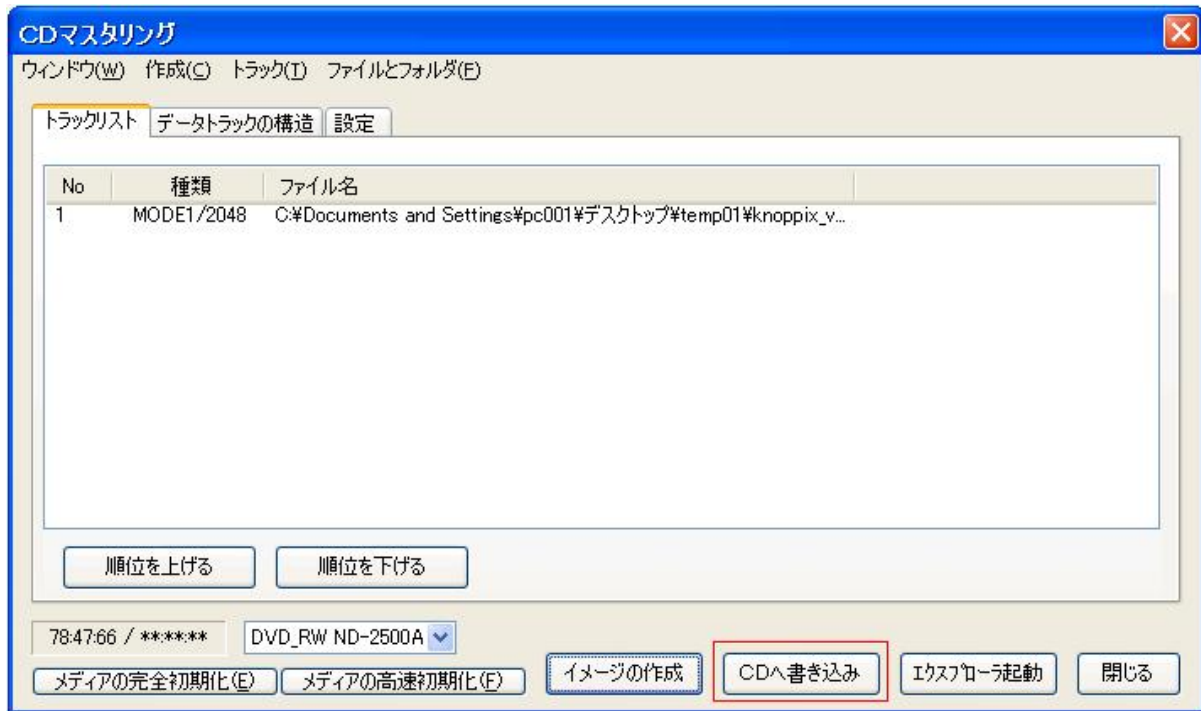 CDマスタリング
ウィンドウ(W) 作成(C) トラック(T) ファイルとフォルダ(F)
トラックリスト データトラックの構造 設定
No 種類 ファイル名
1 MODE1/2048 C:¥Documents and Settings¥pc001¥デスクトップ¥temp01¥knoppix_v...
順位を上げる 順位を下げる
78:47:66 / **:**:** DVD_RW ND-2500A
メディアの完全初期化(E) メディアの高速初期化(F) イメージの作成 CDへ書き込み エクスプローラ起動 閉じる